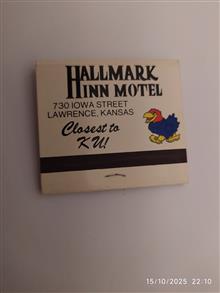 HALLMARK
INN MOTEL
730 IOWA STREET
LAWRENCE, KANSAS
Closest to
KU!
15/10/2025 22:10